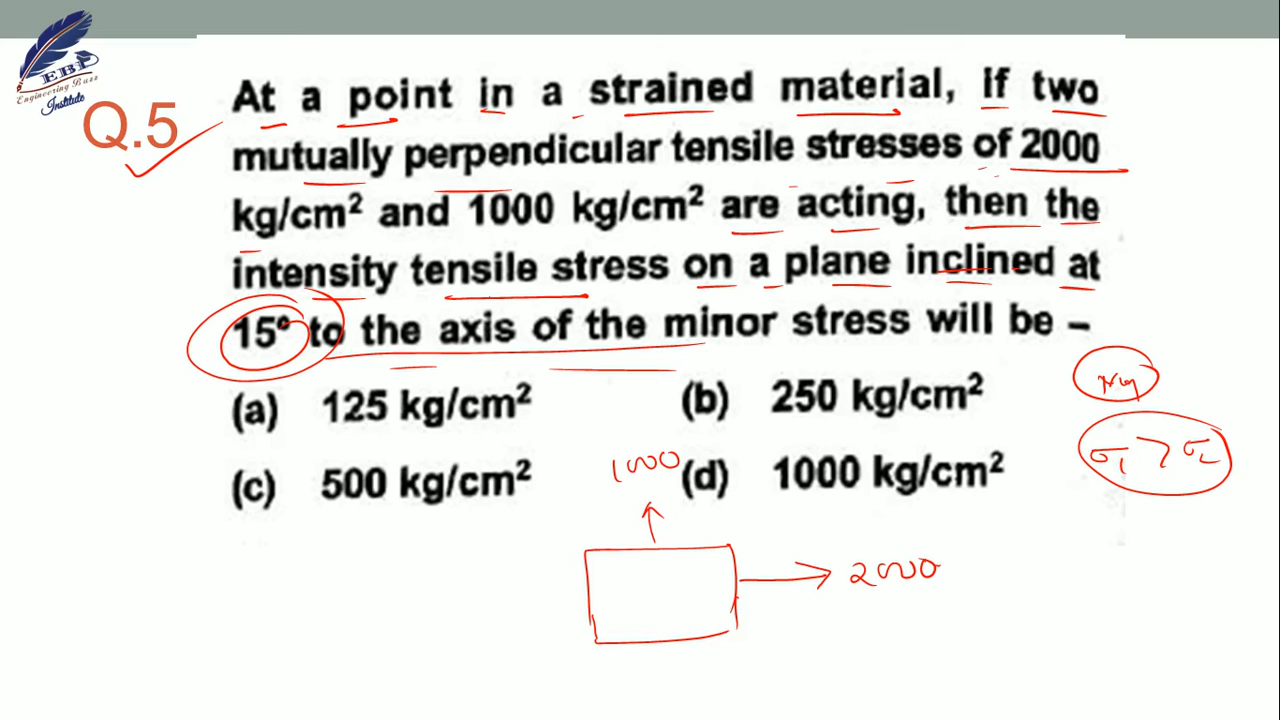 EBI
Engineering Buzz
Institute
Q.5
At a point in a strained material, if two
mutually perpendicular tensile stresses of 2000
kg/cm² and 1000 kg/cm² are acting, then the
intensity tensile stress on a plane inclined at
15° to the axis of the minor stress will be –
(a) 125 kg/cm² (b) 250 kg/cm²
(c) 500 kg/cm² (d) 1000 kg/cm²
σ₁ > σ₂
1000
2000